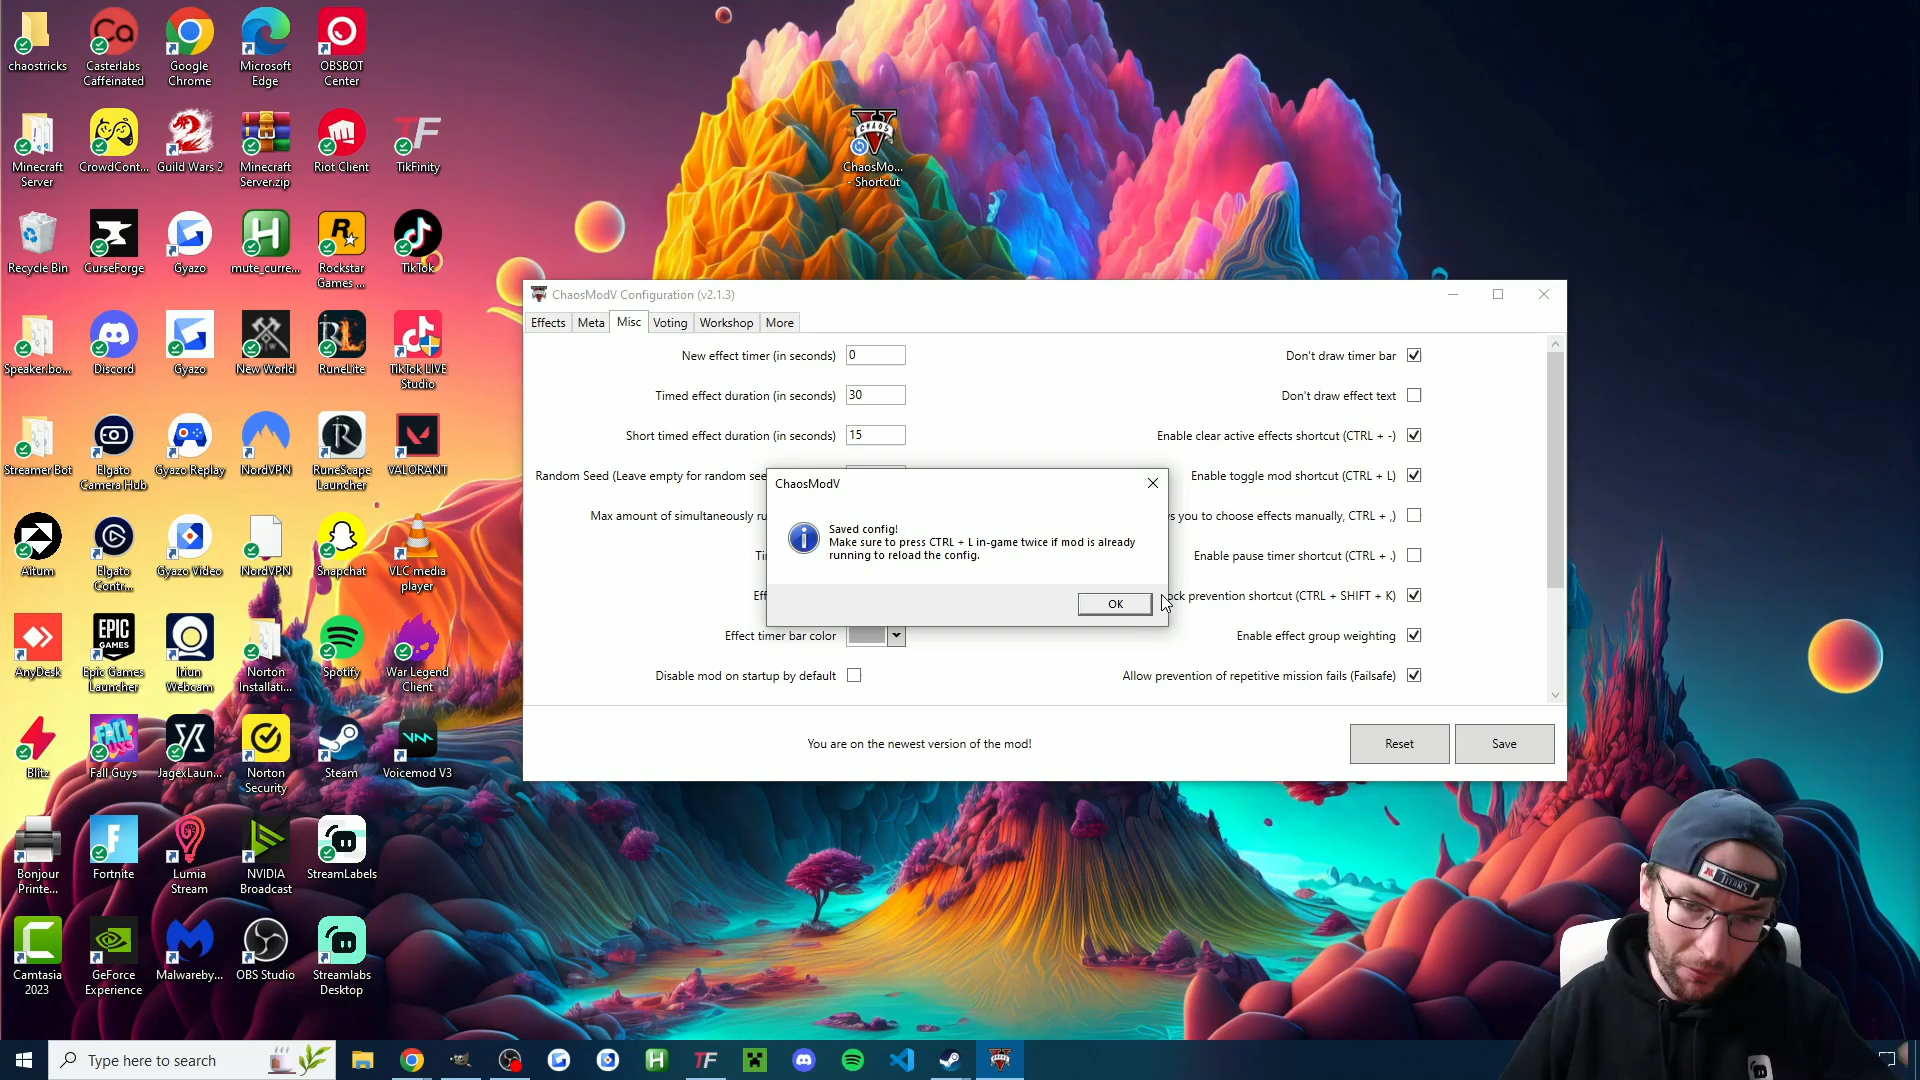 chaostricks
Casterlabs
Caffeinated
Google
Chrome
Microsoft
Edge
OBSBOT
Center
Minecraft
Server
CrowdCont...
Guild Wars 2
Minecraft
Server.zip
Riot Client
TikFinity
ChaosMo...
- Shortcut
Recycle Bin
CurseForge
Gyazo
mute_curre...
Rockstar
Games ...
TikTok
Speaker.bo...
Discord
Gyazo
New World
RuneLite
TikTok LIVE
Studio
Streamer Bot
Elgato
Camera Hub
Gyazo Replay
NordVPN
RuneScape
Launcher
VALORANT
Aitum
Elgato
Contr...
Gyazo Video
NordVPN
Snapchat
VLC media
player
AnyDesk
Epic Games
Launcher
Iriun
Webcam
Norton
Installati...
Spotify
War Legend
Client
Blitz
Fall Guys
JagexLaun...
Norton
Security
Steam
Voicemod V3
Bonjour
Printe...
Fortnite
Lumia
Stream
NVIDIA
Broadcast
StreamLabels
Camtasia
2023
GeForce
Experience
Malwareby...
OBS Studio
Streamlabs
Desktop
ChaosModV Configuration (v2.1.3)
Effects Meta Misc Voting Workshop More
New effect timer (in seconds) 0
Don't draw timer bar
Timed effect duration (in seconds) 30
Don't draw effect text
Short timed effect duration (in seconds) 15
Enable clear active effects shortcut (CTRL + -)
Random Seed (Leave empty for random see
Enable toggle mod shortcut (CTRL + L)
Max amount of simultaneously ru
s you to choose effects manually, CTRL + ,)
Enable pause timer shortcut (CTRL + .)
ock prevention shortcut (CTRL + SHIFT + K)
Effect timer bar color
Enable effect group weighting
Disable mod on startup by default
Allow prevention of repetitive mission fails (Failsafe)
ChaosModV
Saved config!
Make sure to press CTRL + L in-game twice if mod is already
running to reload the config.
OK
You are on the newest version of the mod!
Reset
Save
Type here to search